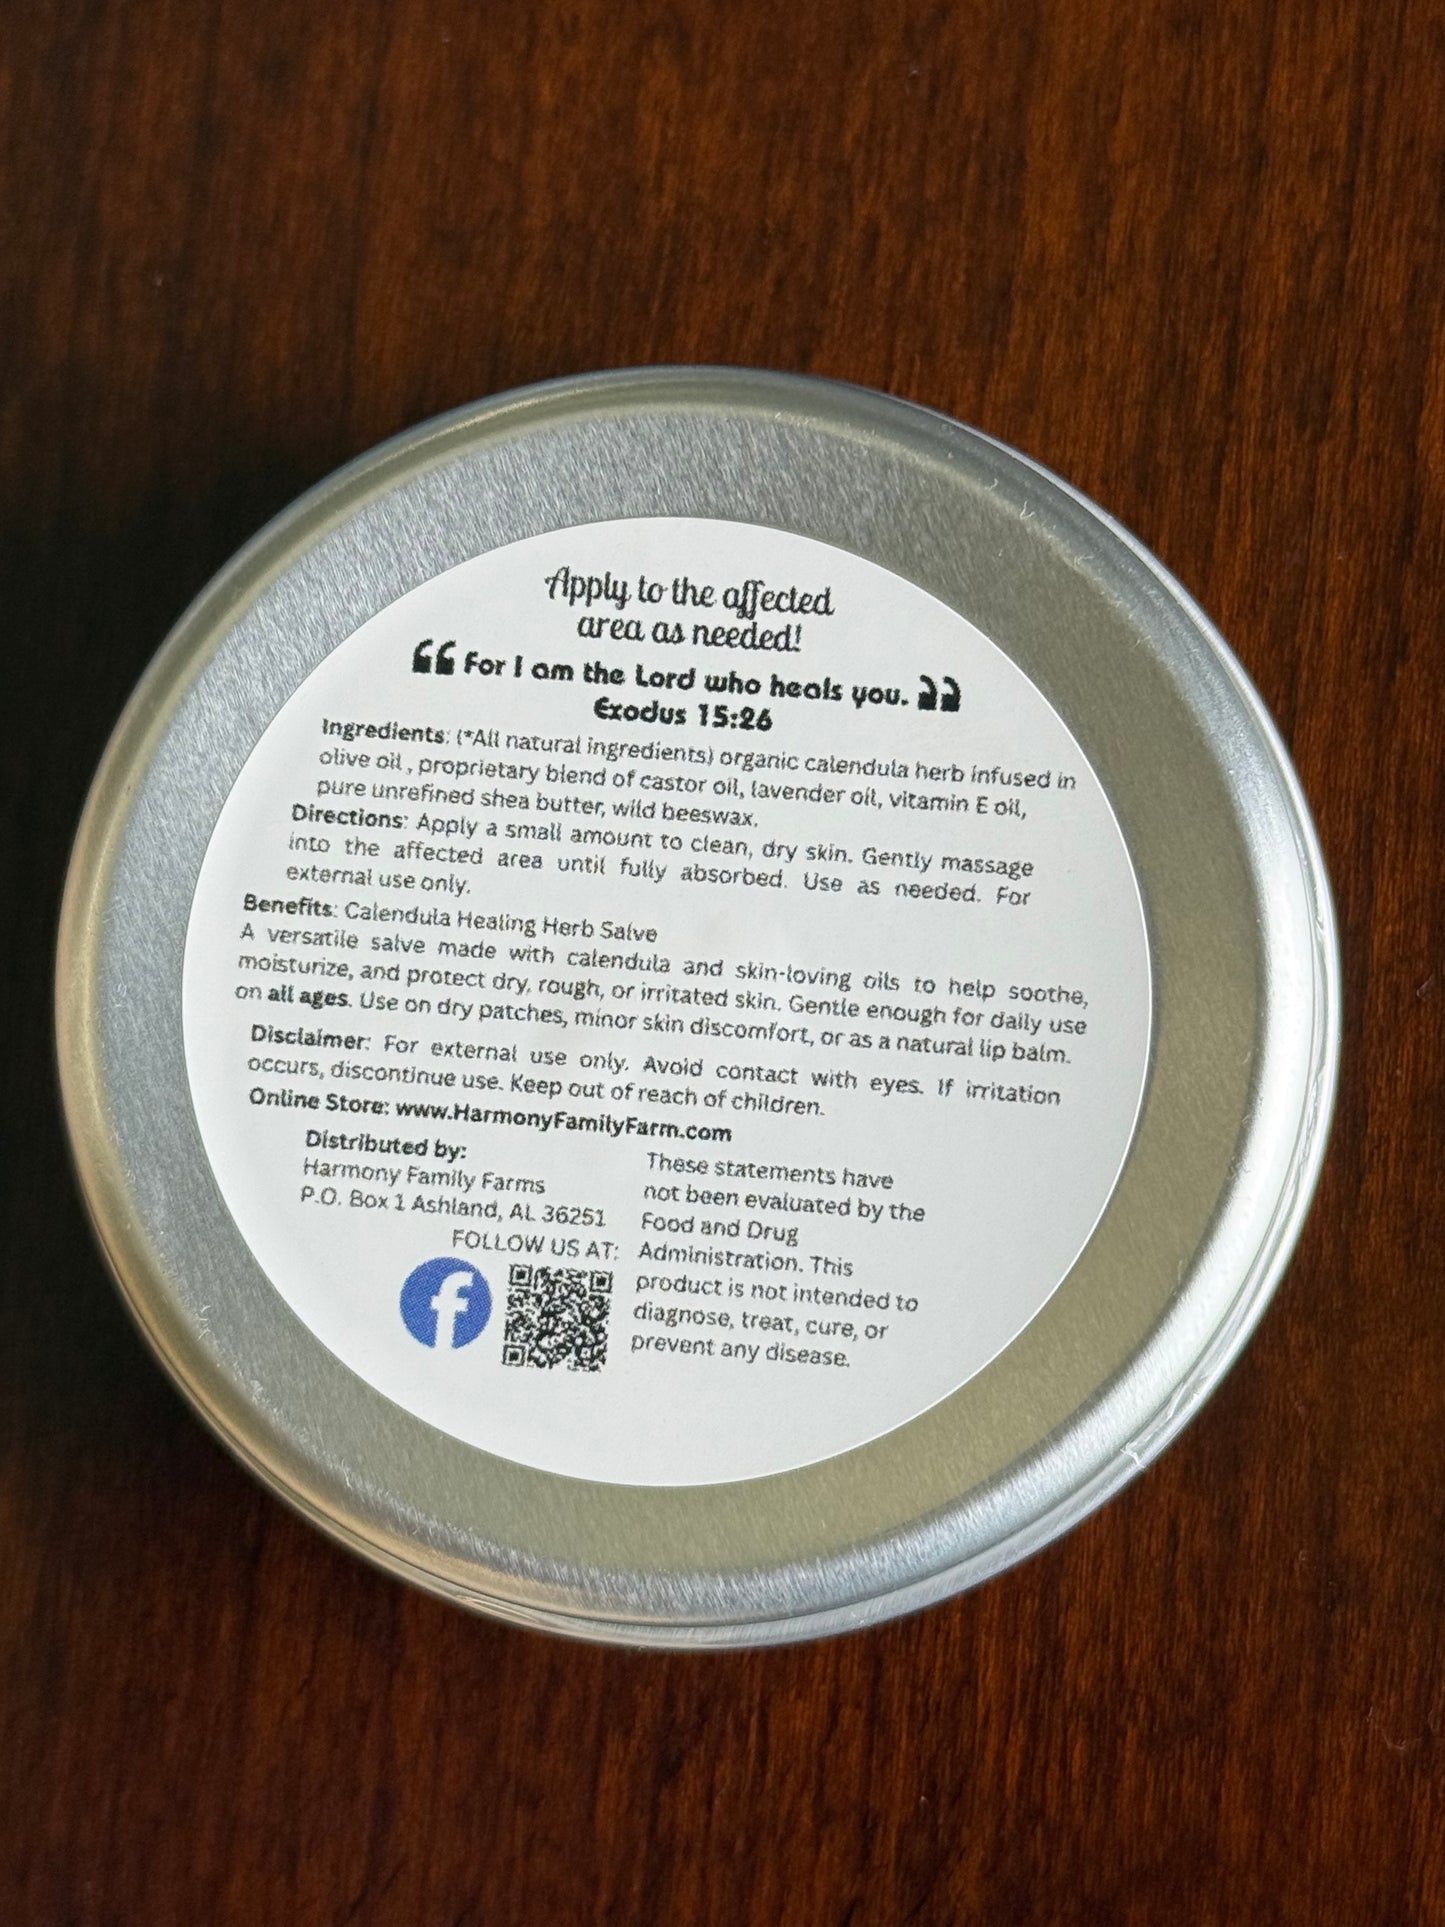 Apply to the affected
area as needed!
“ For I am the Lord who heals you. ”
Exodus 15:26
Ingredients: (*All natural ingredients) organic calendula herb infused in
olive oil , proprietary blend of castor oil, lavender oil, vitamin E oil,
pure unrefined shea butter, wild beeswax.
Directions: Apply a small amount to clean, dry skin. Gently massage
into the affected area until fully absorbed. Use as needed. For
external use only.
Benefits: Calendula Healing Herb Salve
A versatile salve made with calendula and skin-loving oils to help soothe,
moisturize, and protect dry, rough, or irritated skin. Gentle enough for daily use
on all ages. Use on dry patches, minor skin discomfort, or as a natural lip balm.
Disclaimer: For external use only. Avoid contact with eyes. If irritation
occurs, discontinue use. Keep out of reach of children.
Online Store: www.HarmonyFamilyFarm.com
Distributed by:
Harmony Family Farms
P.O. Box 1 Ashland, AL 36251
FOLLOW US AT:
f
These statements have
not been evaluated by the
Food and Drug
Administration. This
product is not intended to
diagnose, treat, cure, or
prevent any disease.